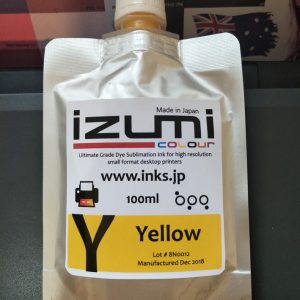 Made in Japan
izumi
colour
Ultimate Grade Dye Sublimation Ink for high resolution
small format desktop printers
www.inks.jp
100ml
Y
Yellow
Lot # 8N0012
Manufactured Dec 2018